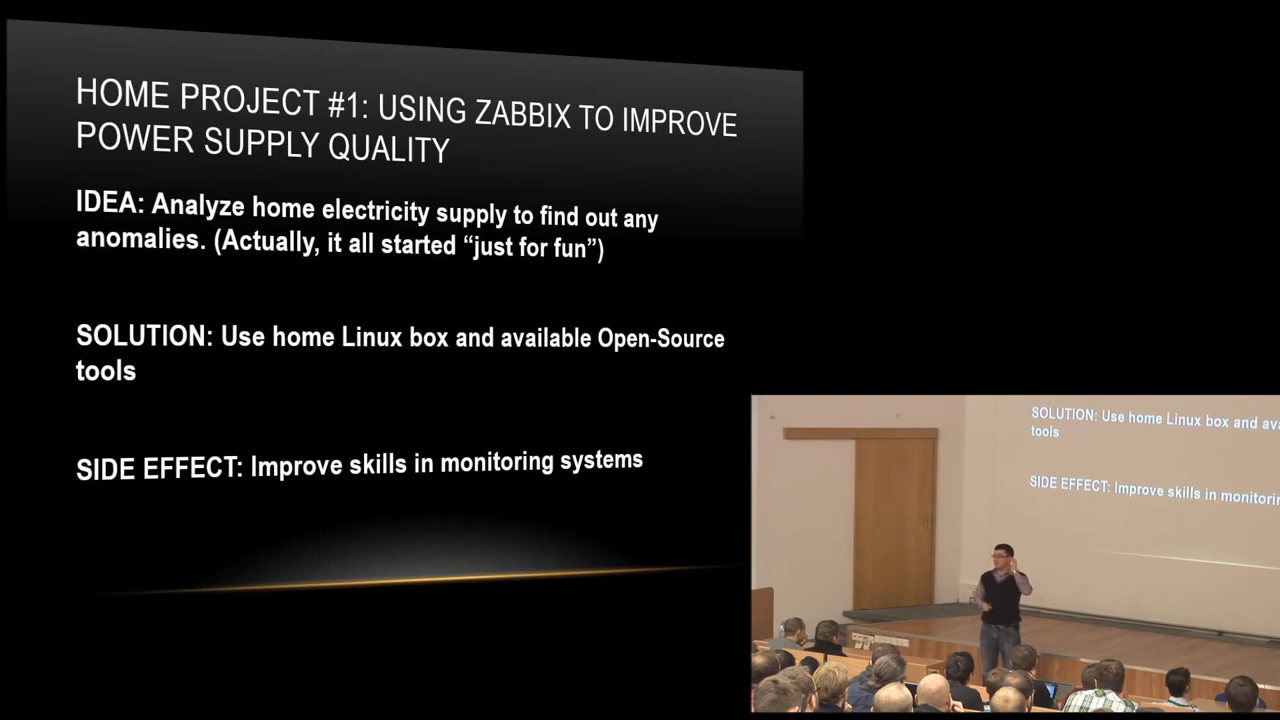 HOME PROJECT #1: USING ZABBIX TO IMPROVE
POWER SUPPLY QUALITY
IDEA: Analyze home electricity supply to find out any
anomalies. (Actually, it all started “just for fun”)
SOLUTION: Use home Linux box and available Open-Source
tools
SIDE EFFECT: Improve skills in monitoring systems
SOLUTION: Use home Linux box and
tools
SIDE EFFECT: Improve skills in